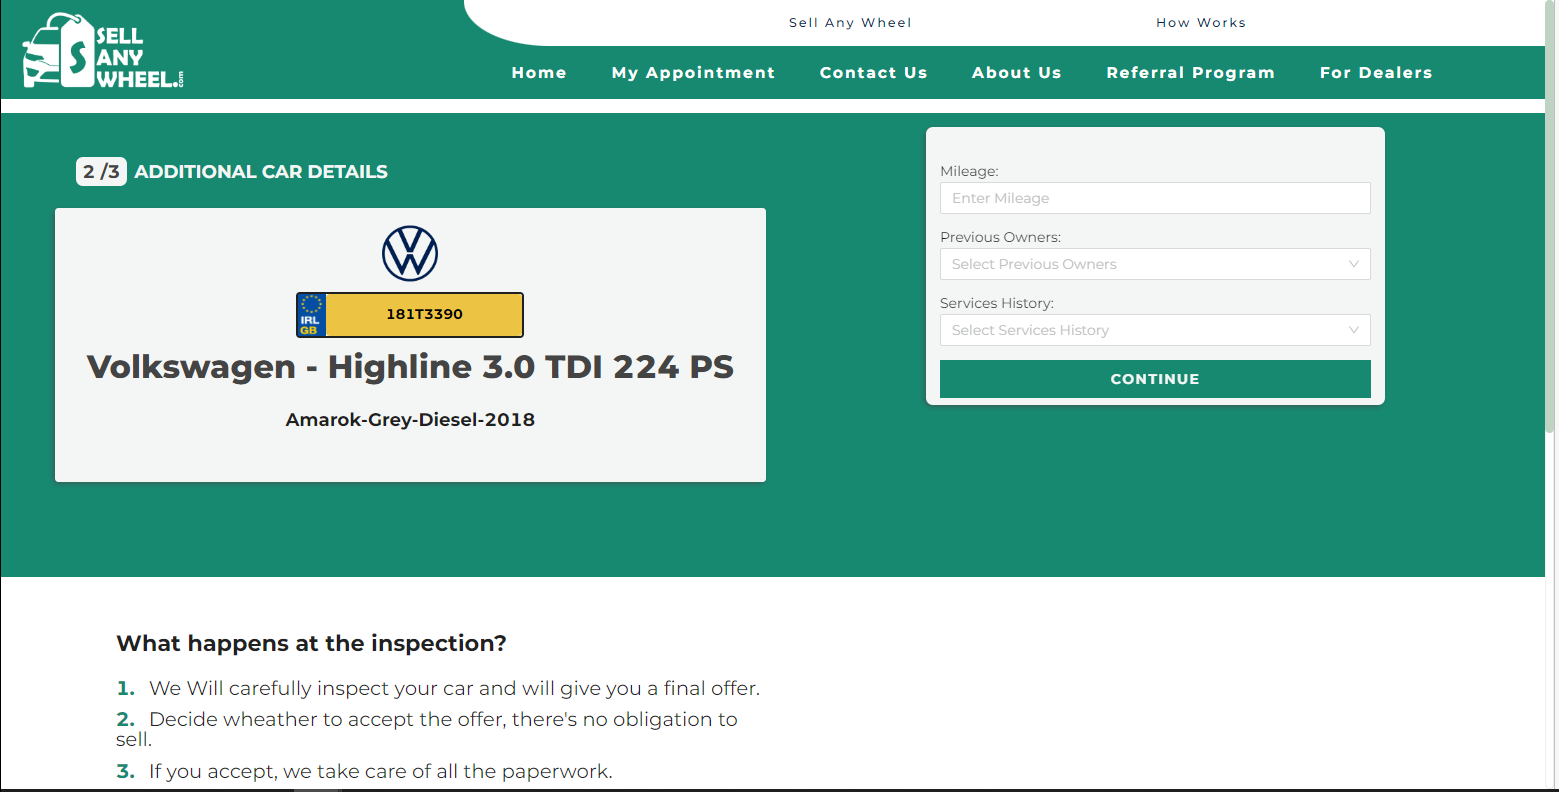 SELL
ANY
WHEEL.com
Sell Any Wheel
How Works
Home
My Appointment
Contact Us
About Us
Referral Program
For Dealers
2 /3 ADDITIONAL CAR DETAILS
IRL
GB
181T3390
Volkswagen - Highline 3.0 TDI 224 PS
Amarok-Grey-Diesel-2018
Mileage:
Enter Mileage
Previous Owners:
Select Previous Owners
Services History:
Select Services History
CONTINUE
What happens at the inspection?
1. We Will carefully inspect your car and will give you a final offer.
2. Decide wheather to accept the offer, there's no obligation to
sell.
3. If you accept, we take care of all the paperwork.